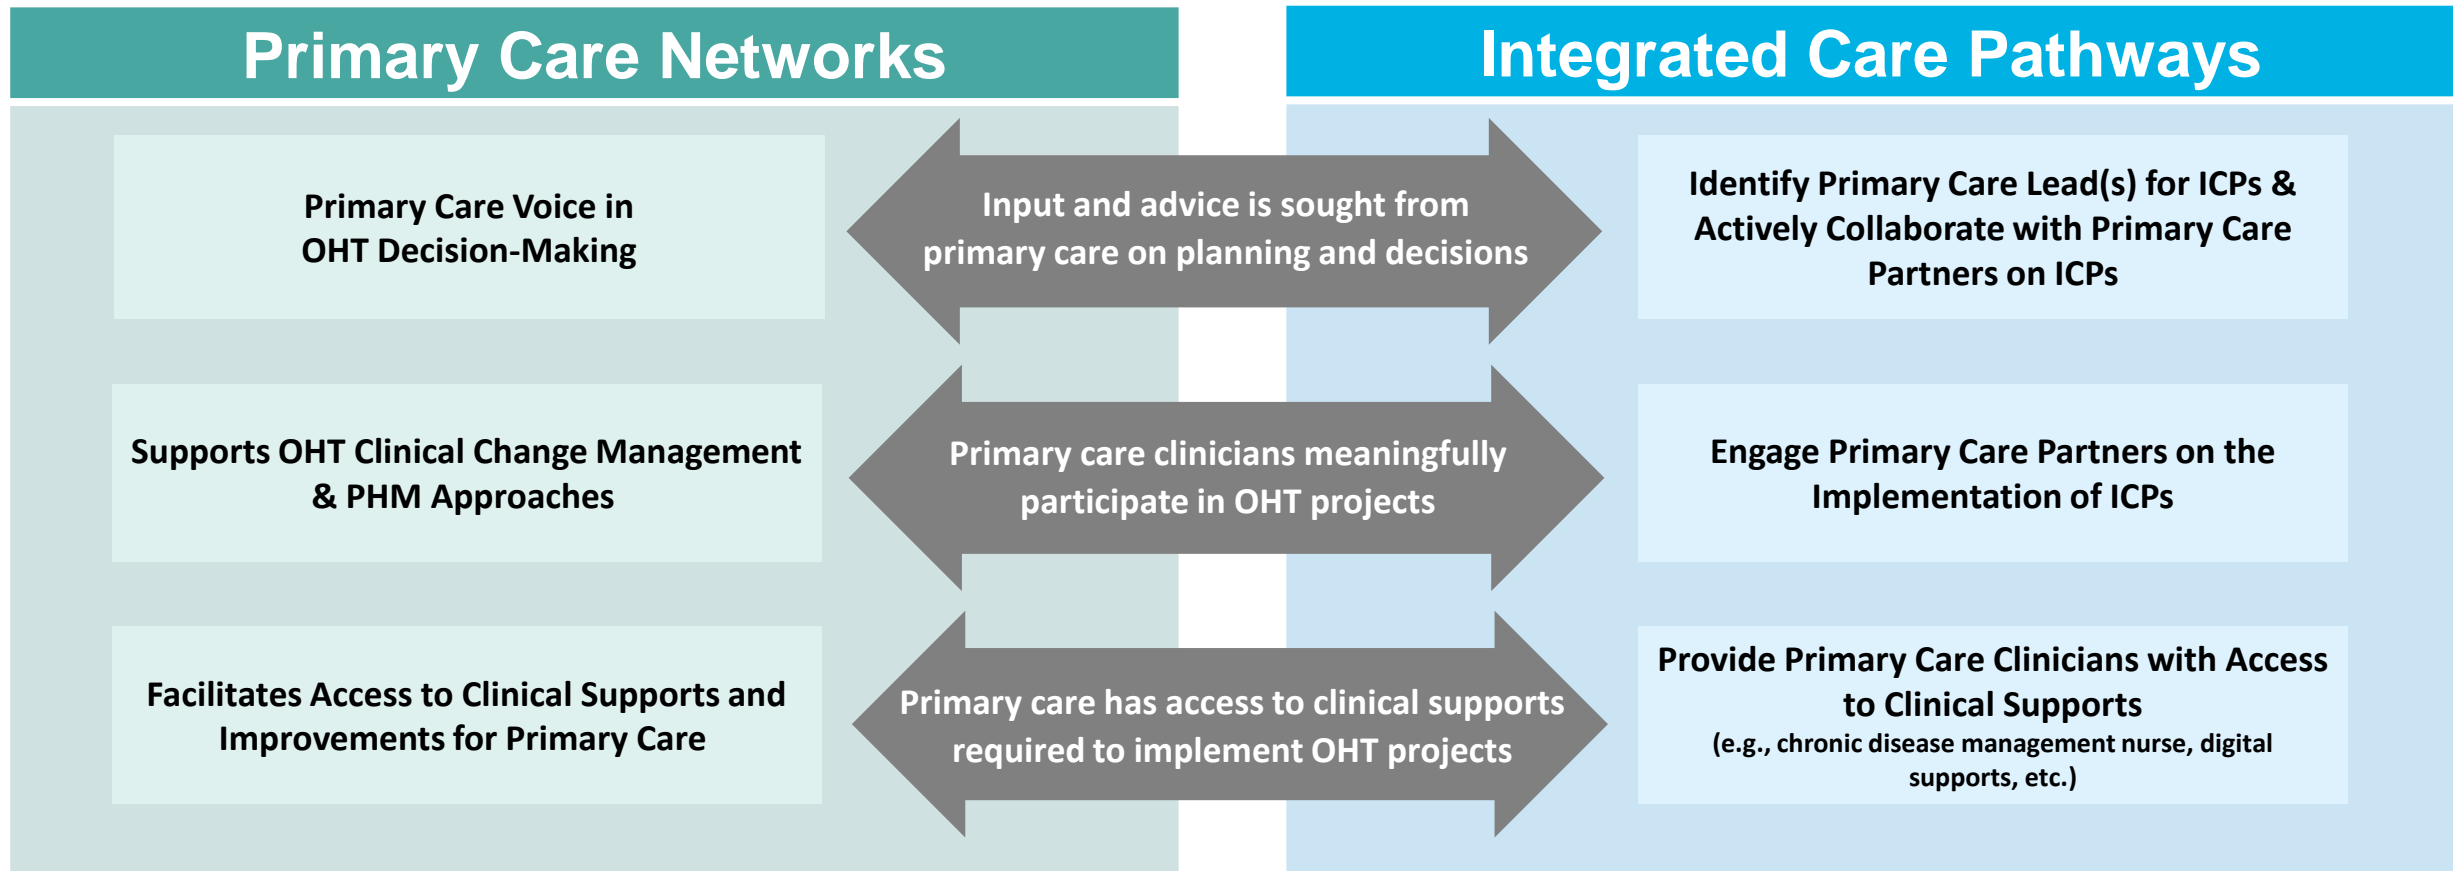 Primary Care Networks
Integrated Care Pathways
Primary Care Voice in
OHT Decision-Making
Input and advice is sought from
primary care on planning and decisions
Identify Primary Care Lead(s) for ICPs &
Actively Collaborate with Primary Care
Partners on ICPs
Supports OHT Clinical Change Management
& PHM Approaches
Primary care clinicians meaningfully
participate in OHT projects
Engage Primary Care Partners on the
Implementation of ICPs
Facilitates Access to Clinical Supports and
Improvements for Primary Care
Primary care has access to clinical supports
required to implement OHT projects
Provide Primary Care Clinicians with Access
to Clinical Supports
(e.g., chronic disease management nurse, digital
supports, etc.)